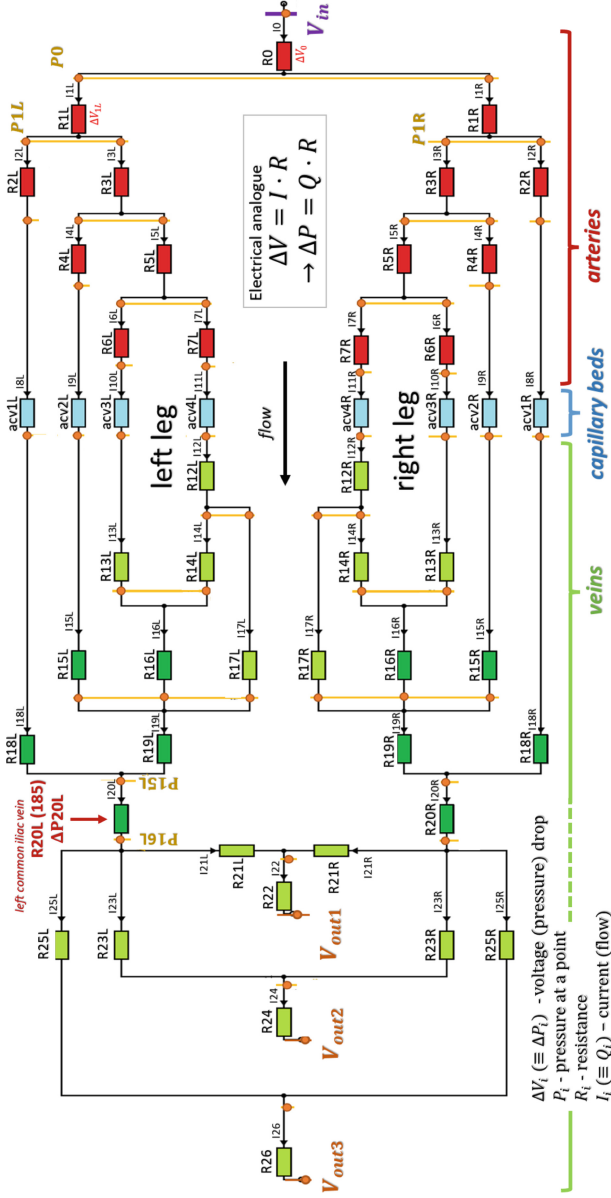 left common iliac vein
R20L (185)
ΔP20L
R25L
I25L
R23L
I23L
P16L
I20L
P15L
R18L
I18L
R19L
I19L
R15L
I15L
R16L
I16L
R17L
I17L
R13L
I13L
R14L
I14L
R12L
I12L
acv1L
I8L
acv2L
I9L
acv3L
I10L
acv4L
I11L
left leg
R6L
I6L
R7L
I7L
R4L
I4L
R5L
I5L
R2L
I2L
R3L
I3L
P1L
R1L
I1L
ΔV1L
P0
I21L
R21L
R22
I22
Vout1
R21R
I21R
R24
I24
Vout2
R26
I26
Vout3
flow
Electrical analogue
ΔV = I · R
→ ΔP = Q · R
R0
I0
ΔV0
Vin
R23R
I23R
R25R
I25R
R20R
I20R
R19R
I19R
R18R
I18R
R17R
I17R
R16R
I16R
R15R
I15R
R14R
R13R
I13R
R12R
I12R
right leg
acv4R
I11R
acv3R
I10R
acv2R
I9R
acv1R
I8R
R7R
I7R
R6R
I6R
R5R
I5R
R4R
I4R
R3R
I3R
R2R
I2R
P1R
R1R
I1R
veins
capillary beds
arteries
ΔVi (≡ ΔPi) - voltage (pressure) drop
Pi - pressure at a point
Ri - resistance
Ii (≡ Qi) – current (flow)